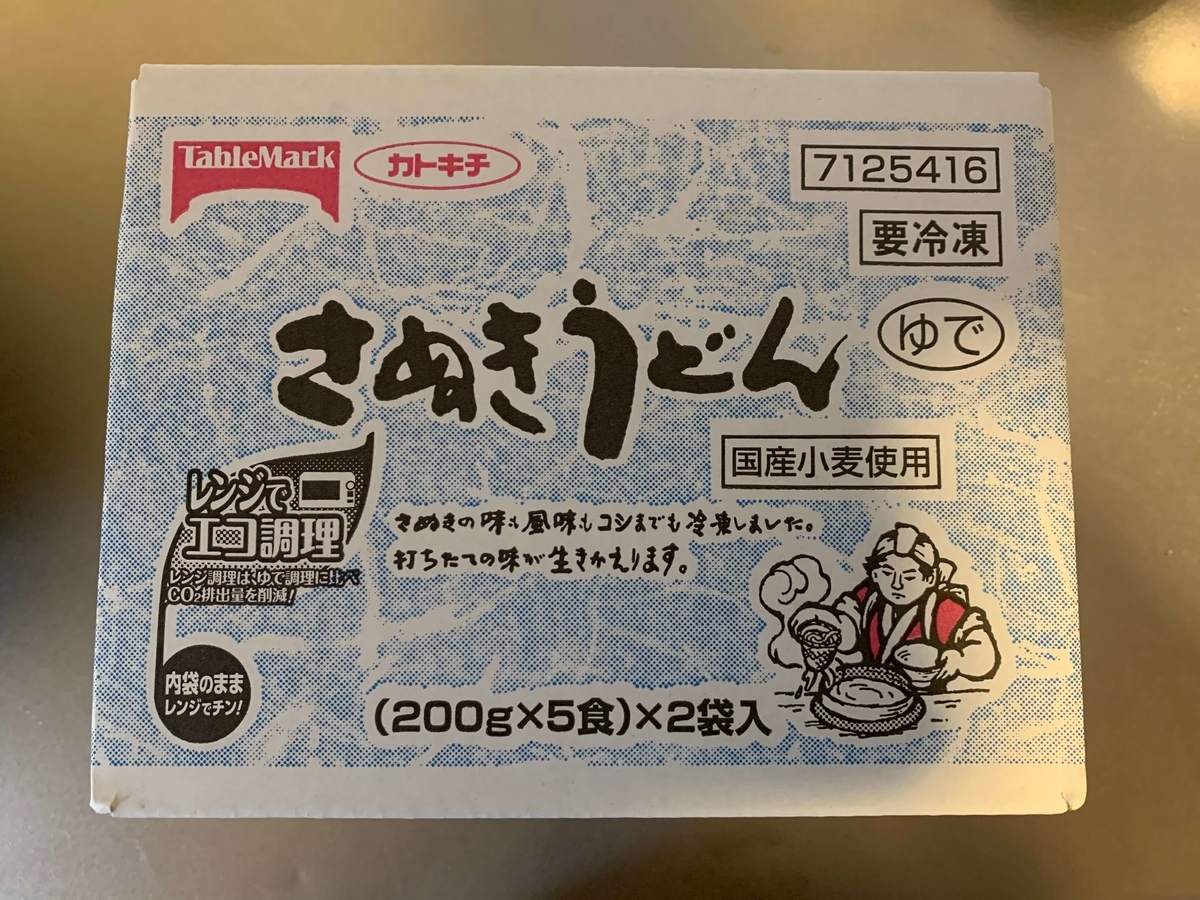 TableMark
カトキチ
7125416
要冷凍
さぬきうどん
ゆで
国産小麦使用
レンジで
エコ調理
レンジ調理は、ゆで調理に比べ
CO2排出量を削減!
さぬきの味も風味もコシまでも冷凍しました。
打ちたての味が生きかえります。
内袋のまま
レンジでチン!
(200g×5食)×2袋入